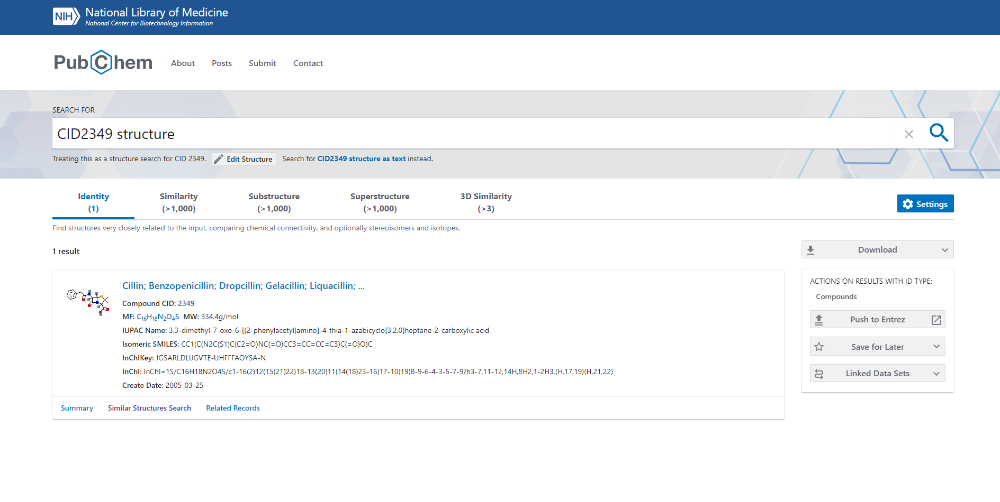 NIH National Library of Medicine
National Center for Biotechnology Information
PubChem About Posts Submit Contact
SEARCH FOR
CID2349 structure
Treating this as a structure search for CID 2349. Edit Structure Search for CID2349 structure as text instead.
Identity Similarity Substructure Superstructure 3D Similarity
(1) (>1,000) (>1,000) (>1,000) (>3)
Settings
Find structures very closely related to the input, comparing chemical connectivity, and optionally stereoisomers and isotopes.
1 result
Cillin; Benzopenicillin; Dropcillin; Gelacillin; Liquacillin; ...
Compound CID: 2349
MF: C16H18N2O4S MW: 334.4g/mol
IUPAC Name: 3,3-dimethyl-7-oxo-6-[(2-phenylacetyl)amino]-4-thia-1-azabicyclo[3.2.0]heptane-2-carboxylic acid
Isomeric SMILES: CC1(C(N2C(S1)C(C2=O)NC(=O)CC3=CC=CC=C3)C(=O)O)C
InChIKey: JGSARLDLIJGVTE-UHFFFAOYSA-N
InChI: InChI=1S/C16H18N2O4S/c1-16(2)12(15(21)22)18-13(20)11(14(18)23-16)17-10(19)8-9-6-4-3-5-7-9/h3-7,11-12,14H,8H2,1-2H3,(H,17,19)(H,21,22)
Create Date: 2005-03-25
Summary Similar Structures Search Related Records
Download
ACTIONS ON RESULTS WITH ID TYPE:
Compounds
Push to Entrez
Save for Later
Linked Data Sets